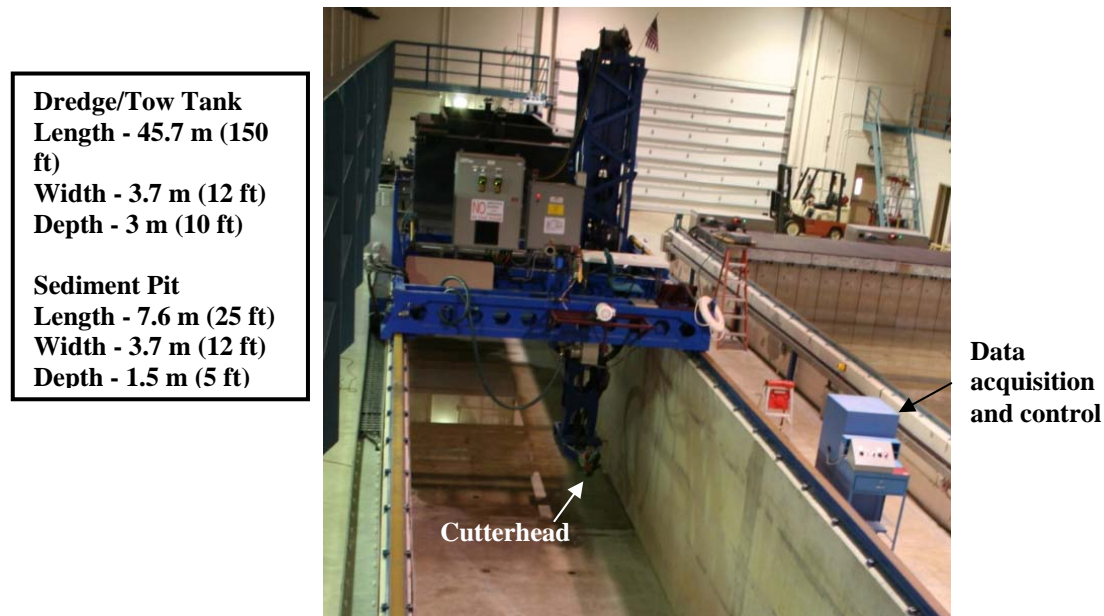 Dredge/Tow Tank
Length - 45.7 m (150
ft)
Width - 3.7 m (12 ft)
Depth - 3 m (10 ft)
Sediment Pit
Length - 7.6 m (25 ft)
Width - 3.7 m (12 ft)
Depth - 1.5 m (5 ft)
NO
Data
acquisition
and control
Cutterhead